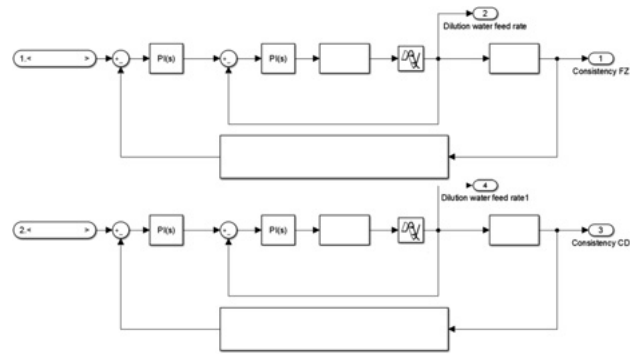 2
Dilution water feed rate
1.< >
PI(s)
PI(s)
1
Consistency FZ
4
Dilution water feed rate1
2.< >
PI(s)
PI(s)
3
Consistency CD